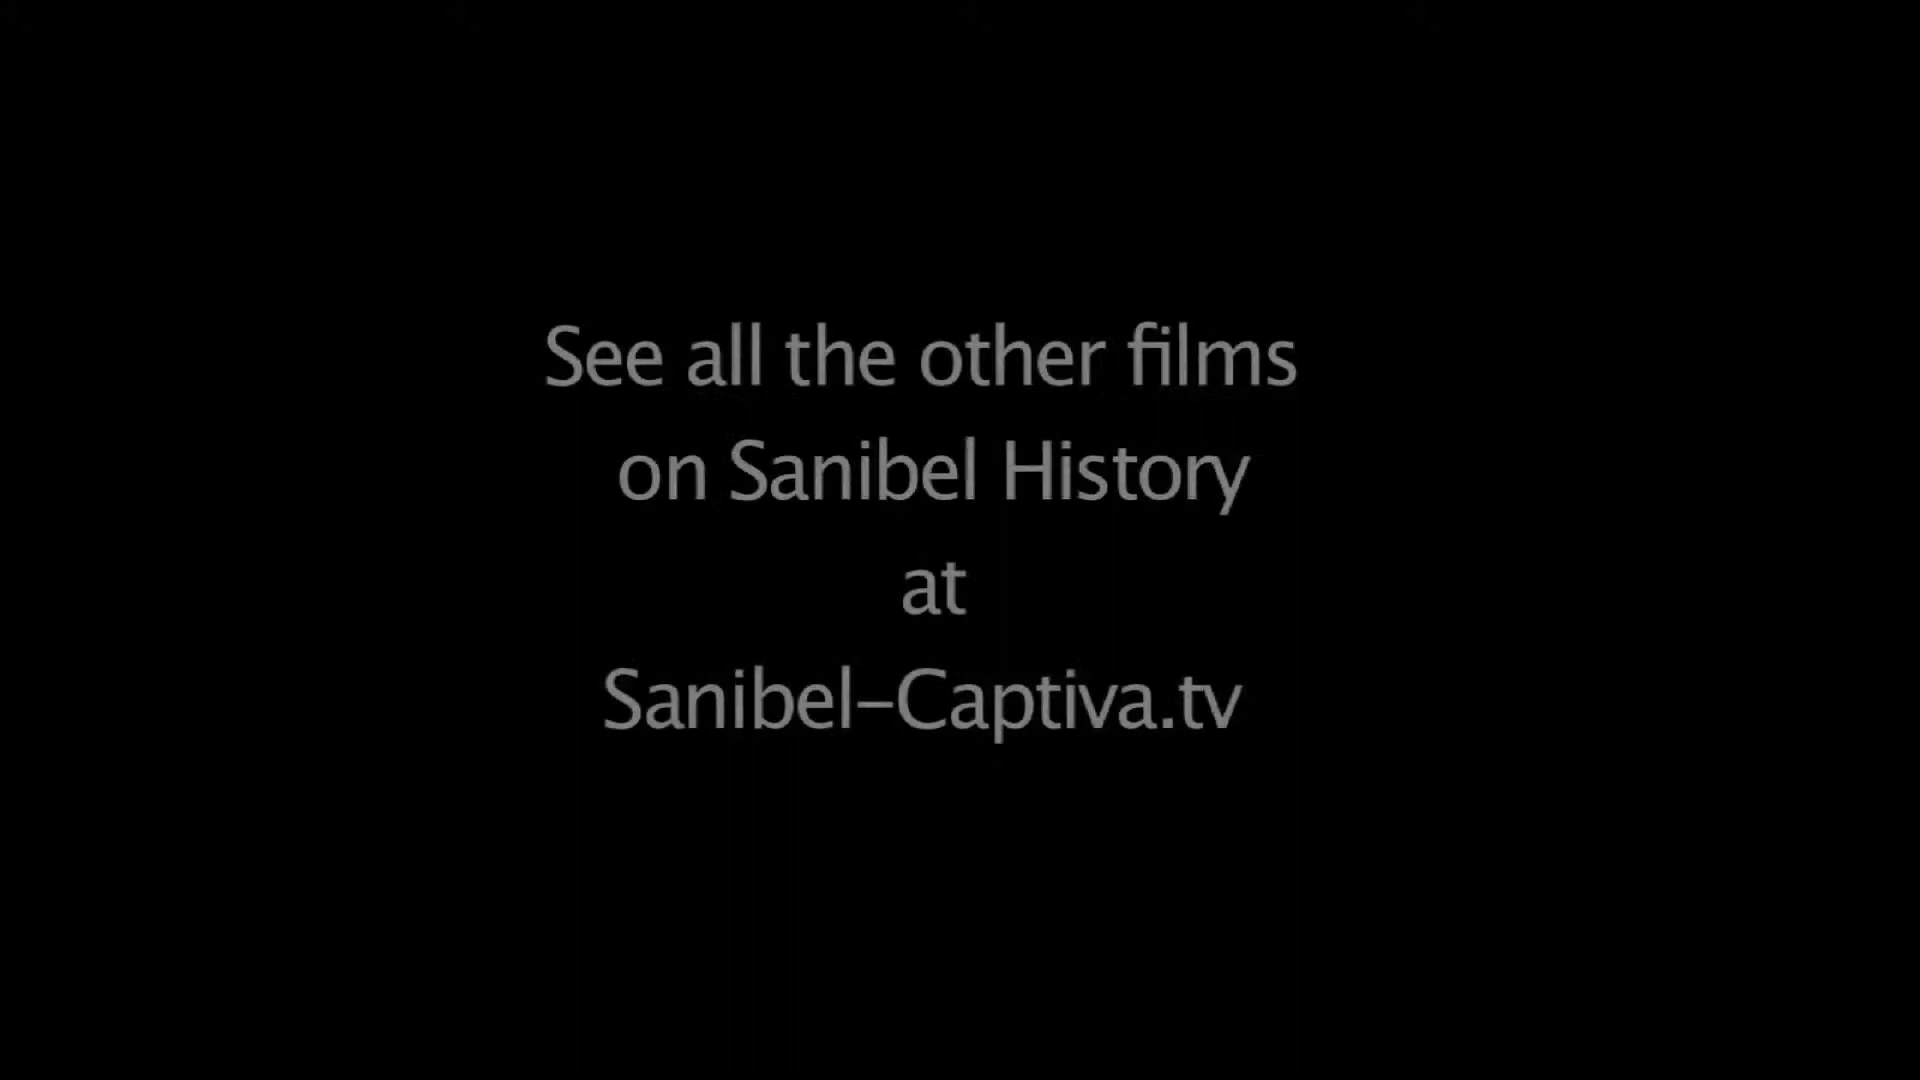 See all the other films
on Sanibel History
at
Sanibel-Captiva.tv